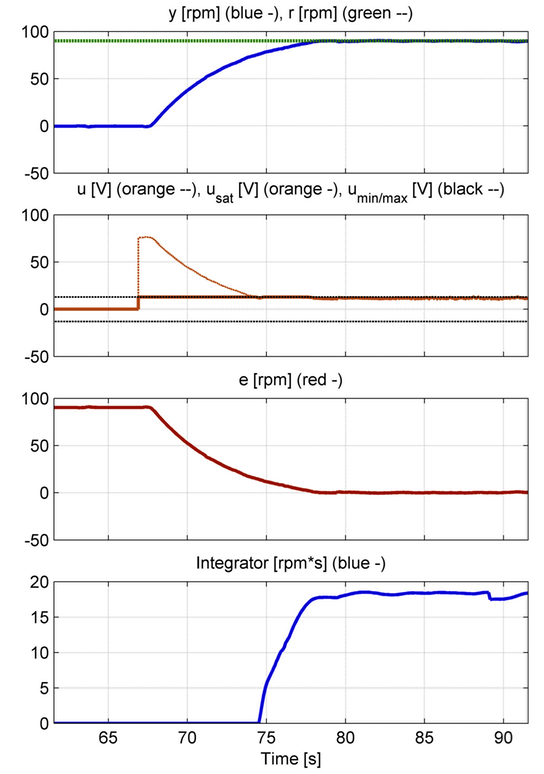 y [rpm] (blue -), r [rpm] (green --)
100
50
0
-50
u [V] (orange --), u_sat [V] (orange -), u_min/max [V] (black --)
100
50
0
-50
e [rpm] (red -)
100
50
0
-50
Integrator [rpm*s] (blue -)
20
15
10
5
0
65 70 75 80 85 90
Time [s]